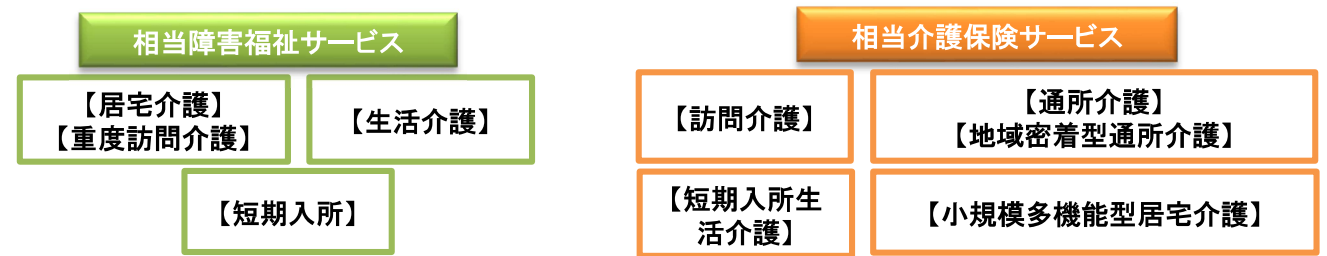 相当障害福祉サービス
【居宅介護】
【重度訪問介護】
【生活介護】
【短期入所】
相当介護保険サービス
【訪問介護】
【通所介護】
【地域密着型通所介護】
【短期入所生
活介護】
【小規模多機能型居宅介護】